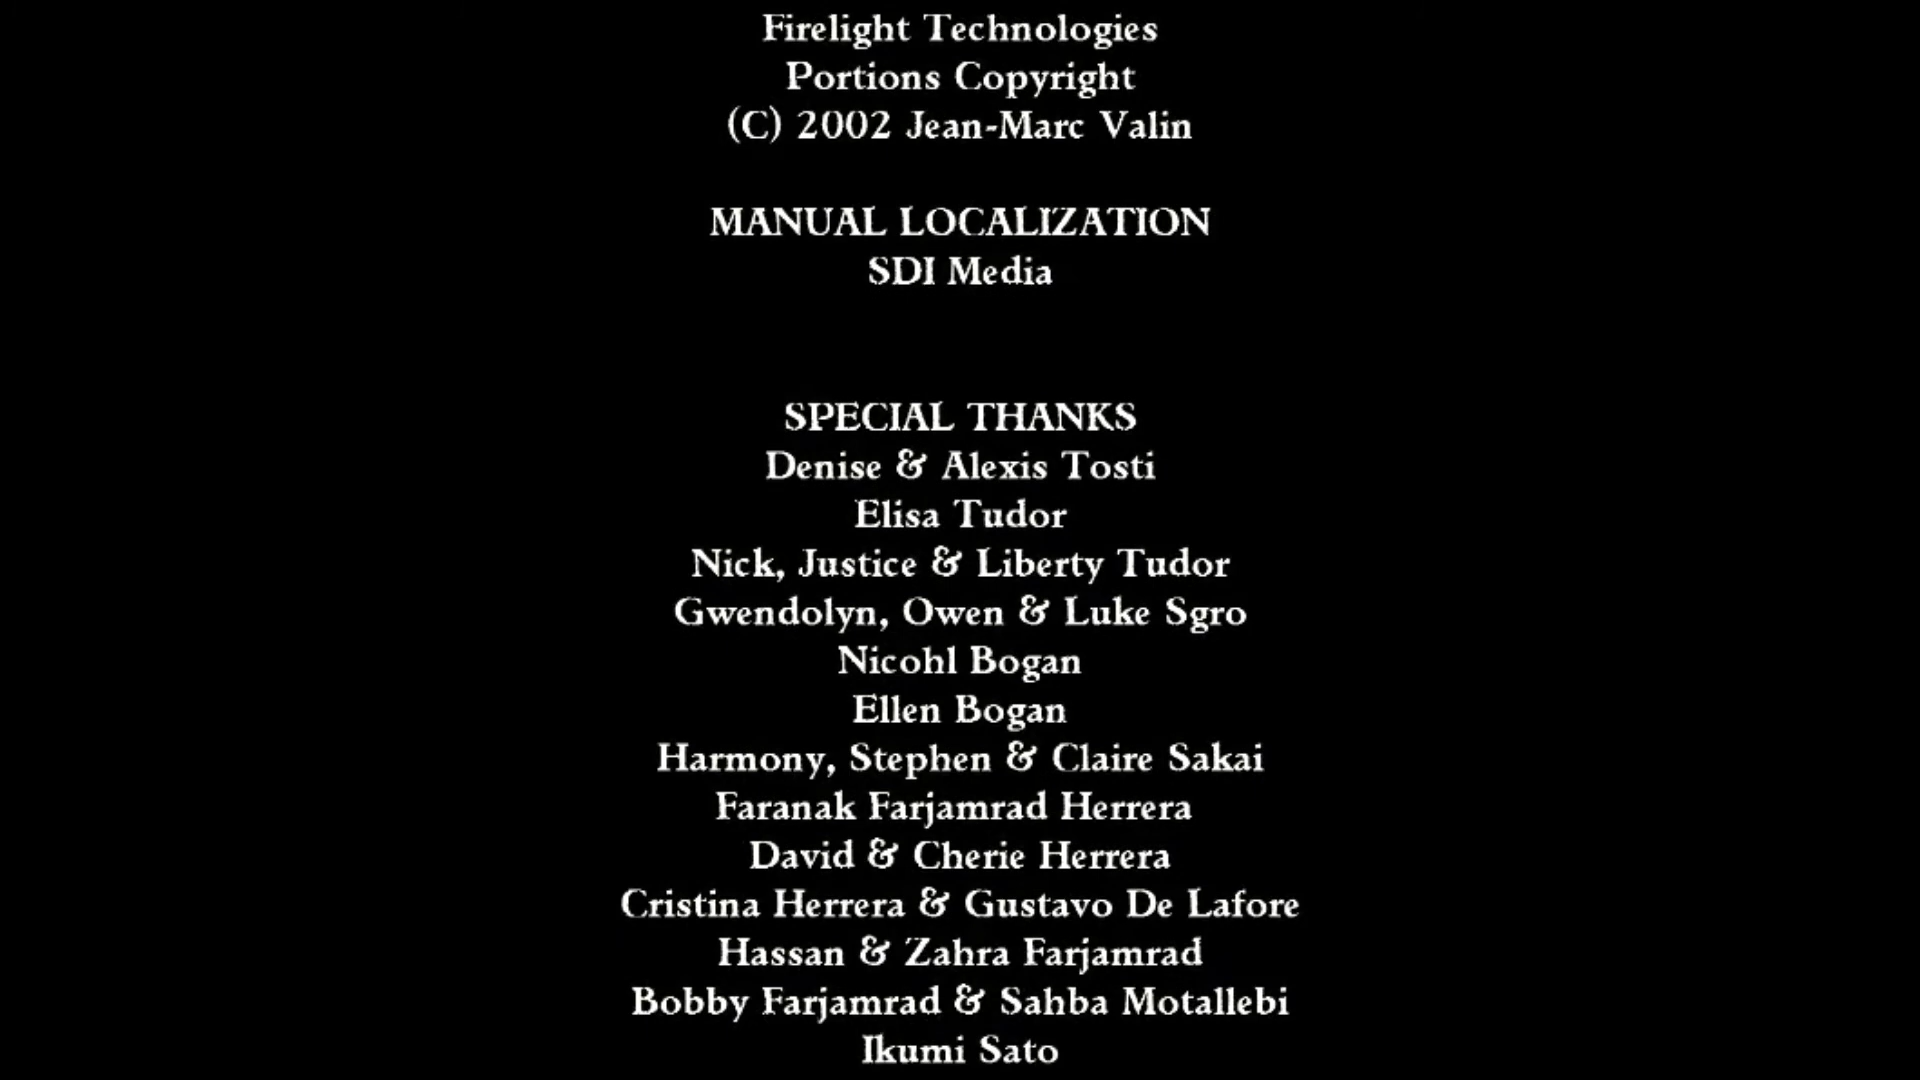 Firelight Technologies
Portions Copyright
(C) 2002 Jean-Marc Valin
MANUAL LOCALIZATION
SDI Media
SPECIAL THANKS
Denise & Alexis Tosti
Elisa Tudor
Nick, Justice & Liberty Tudor
Gwendolyn, Owen & Luke Sgro
Nicohl Bogan
Ellen Bogan
Harmony, Stephen & Claire Sakai
Faranak Farjamrad Herrera
David & Cherie Herrera
Cristina Herrera & Gustavo De Lafore
Hassan & Zahra Farjamrad
Bobby Farjamrad & Sahba Motallebi
Ikumi Sato